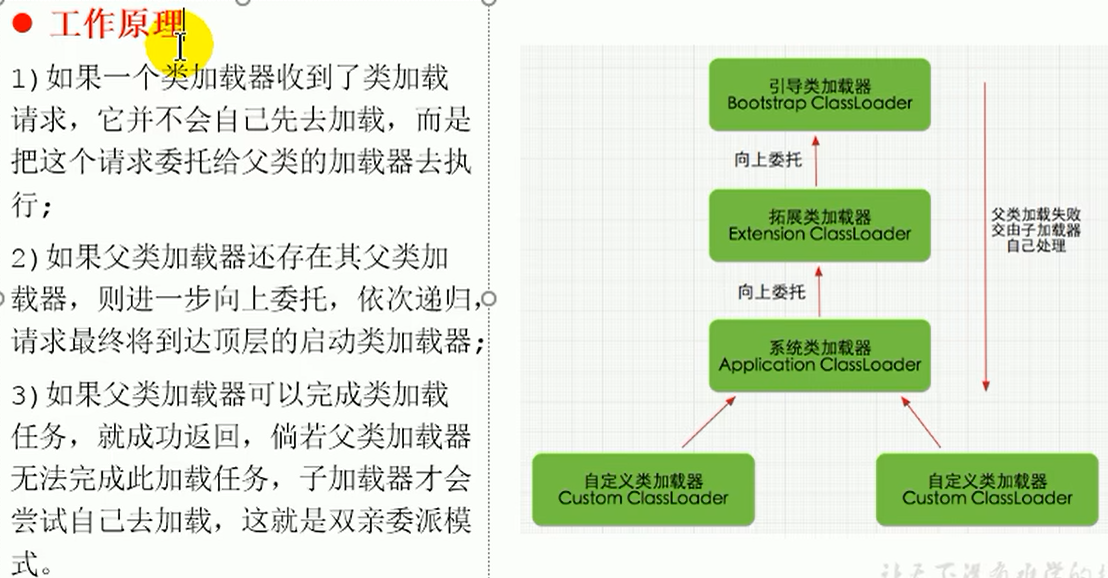 工作原理
1)如果一个类加载器收到了类加载
请求，它并不会自己先去加载，而是
把这个请求委托给父类的加载器去执
行；
2)如果父类加载器还存在其父类加
载器，则进一步向上委托，依次递归，
请求最终将到达顶层的启动类加载器；
3)如果父类加载器可以完成类加载
任务，就成功返回，倘若父类加载器
无法完成此加载任务，子加载器才会
尝试自己去加载，这就是双亲委派模
式。
引导类加载器
Bootstrap ClassLoader
向上委托
拓展类加载器
Extension ClassLoader
父类加载失败
交由子加载器
自己处理
向上委托
系统类加载器
Application ClassLoader
自定义类加载器
Custom ClassLoader
自定义类加载器
Custom ClassLoader